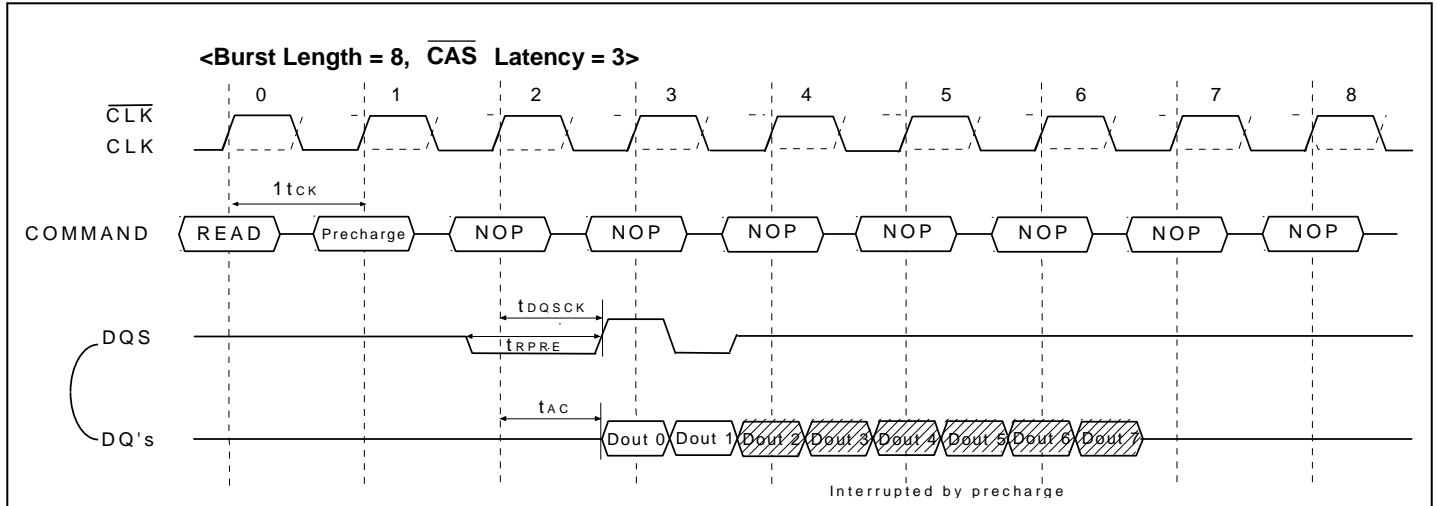 <Burst Length = 8, CAS Latency = 3>
0 1 2 3 4 5 6 7 8
CLK
CLK
1tCK
COMMAND READ Precharge NOP NOP NOP NOP NOP NOP NOP
tDQSCK
DQS
tRPRE
tAC
DQ's Dout 0 Dout 1 Dout 2 Dout 3 Dout 4 Dout 5 Dout 6 Dout 7
Interrupted by precharge